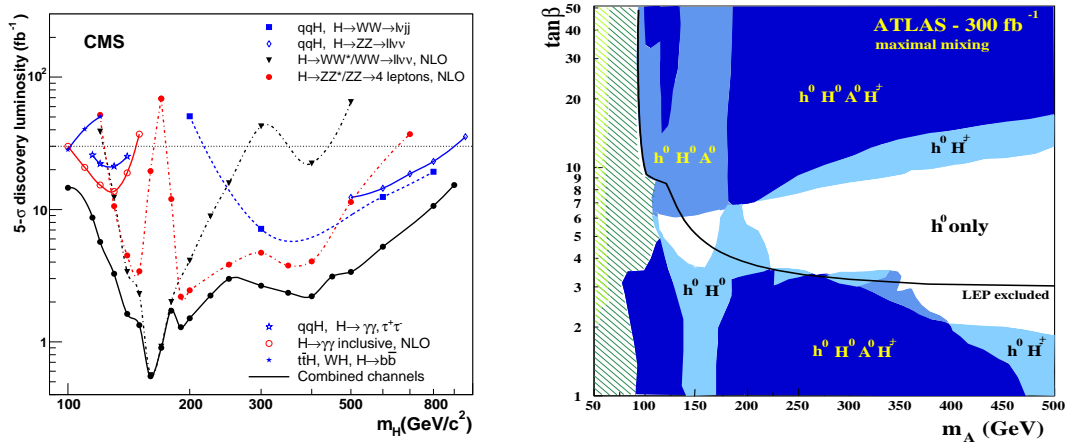 CMS
qqH, H→WW→lνjj
qqH, H→ZZ→llνν
H→WW*/WW→llνν, NLO
H→ZZ*/ZZ→4 leptons, NLO
5-σ discovery luminosity (fb⁻¹)
10²
10
1
qqH, H→γγ,τ⁺τ⁻
H→γγ inclusive, NLO
tt̄H, WH, H→bb̄
Combined channels
100 200 300 400 500 800
m_H(GeV/c²)
tanβ
50
40
30
20
10
9
8
7
6
5
4
3
2
1
ATLAS - 300 fb⁻¹
maximal mixing
h⁰ H⁰ A⁰ H±
h⁰ H⁰ A⁰
h⁰ H±
h⁰ only
h⁰ H⁰
LEP excluded
h⁰ H⁰ A⁰ H±
h⁰ H±
50 100 150 200 250 300 350 400 450 500
m_A (GeV)